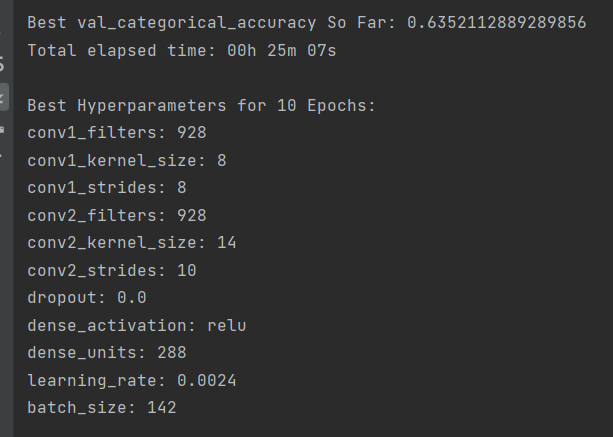 Best val_categorical_accuracy So Far: 0.6352112889289856
Total elapsed time: 00h 25m 07s
Best Hyperparameters for 10 Epochs:
conv1_filters: 928
conv1_kernel_size: 8
conv1_strides: 8
conv2_filters: 928
conv2_kernel_size: 14
conv2_strides: 10
dropout: 0.0
dense_activation: relu
dense_units: 288
learning_rate: 0.0024
batch_size: 142